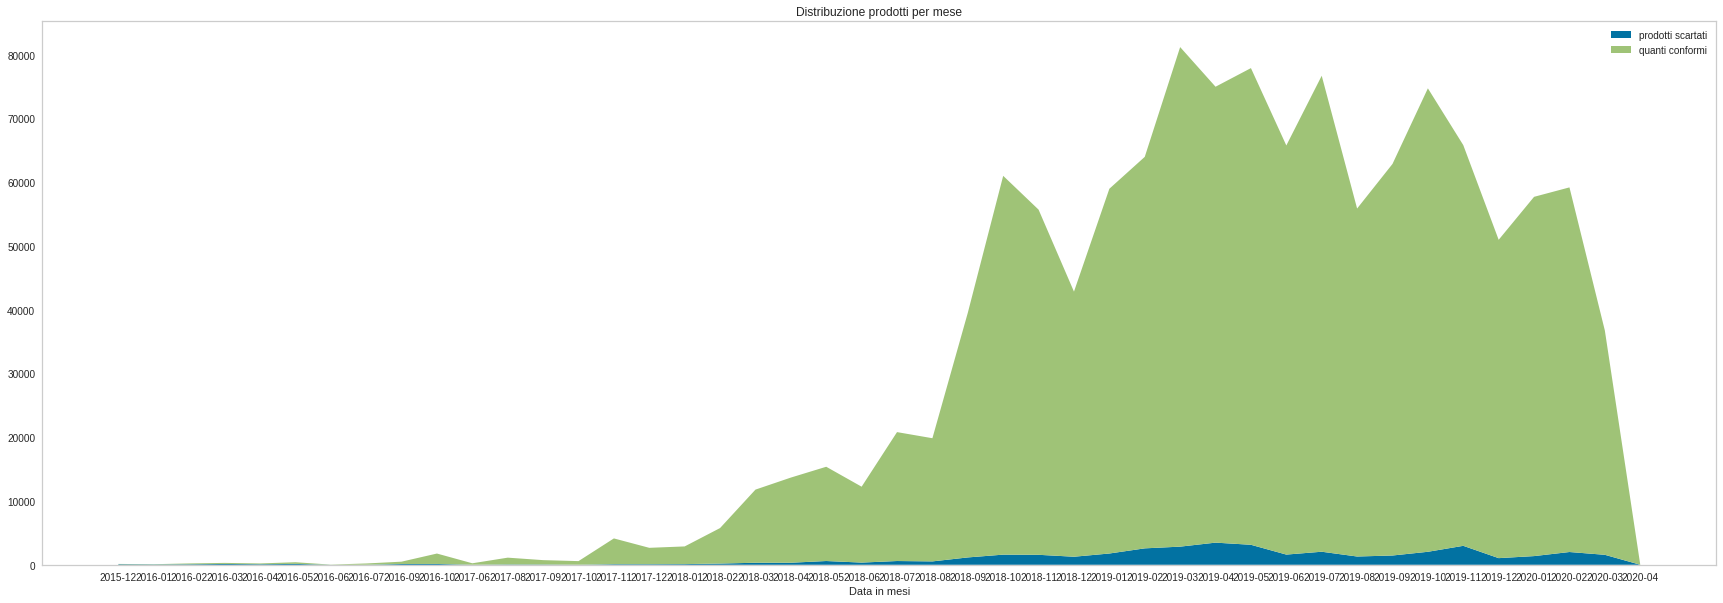 Distribuzione prodotti per mese
prodotti scartati
quanti conformi
80000
70000
60000
50000
40000
30000
20000
10000
0
2015-12 2016-01 2016-02 2016-03 2016-04 2016-05 2016-06 2016-07 2016-09 2016-10 2017-06 2017-08 2017-09 2017-10 2017-11 2017-12 2018-01 2018-02 2018-03 2018-04 2018-05 2018-06 2018-07 2018-08 2018-09 2018-10 2018-11 2018-12 2019-01 2019-02 2019-03 2019-04 2019-05 2019-06 2019-07 2019-08 2019-09 2019-10 2019-11 2019-12 2020-01 2020-02 2020-03 2020-04
Data in mesi